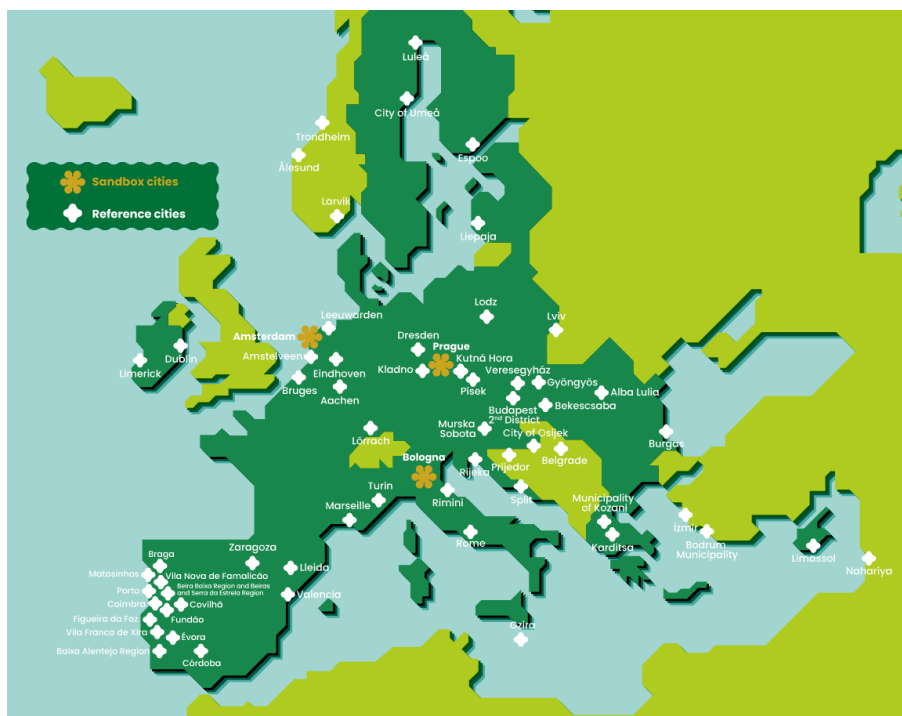 Luleå
City of Umeå
Trondheim
Espoo
Ålesund
Sandbox cities
Reference cities
Larvik
Liepaja
Lodz
Leeuwarden
Lviv
Amsterdam
Dresden
Prague
Dublin
Amstelveen
Kutná Hora
Limerick
Eindhoven
Kladno
Veresegyház
Gyöngyös
Bruges
Písek
Alba Lulia
Aachen
Budapest
2nd District
Bekescsaba
Murska
Sobota
Lörrach
City of Osijek
Burgas
Bologna
Belgrade
Rijeka
Prijedor
Turin
Rimini
Split
Marseille
Municipality
of Kozani
İzmir
Rome
Karditsa
Bodrum
Municipality
Zaragoza
Braga
Limassol
Lleida
Nahariya
Matosinhos
Vila Nova de Famalicão
Beira Baixa Region and Beiras
and Serra da Estrela Region
Porto
Valencia
Coimbra
Covilhã
Figueira da Foz
Fundão
Gzira
Vila Franca de Xira
Évora
Baixo Alentejo Region
Córdoba